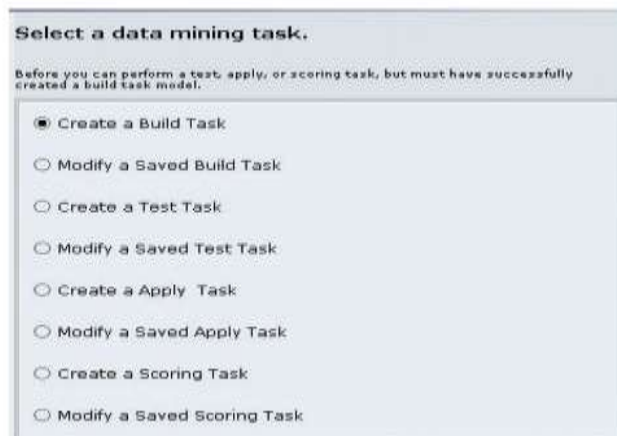 Select a data mining task.
Before you can perform a test, apply, or scoring task, but must have successfully
created a build task model.
Create a Build Task
Modify a Saved Build Task
Create a Test Task
Modify a Saved Test Task
Create a Apply Task
Modify a Saved Apply Task
Create a Scoring Task
Modify a Saved Scoring Task